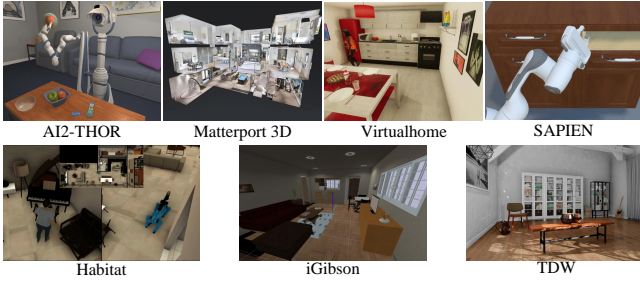 AI2-THOR
Matterport 3D
Virtualhome
SAPIEN
Habitat
iGibson
TDW